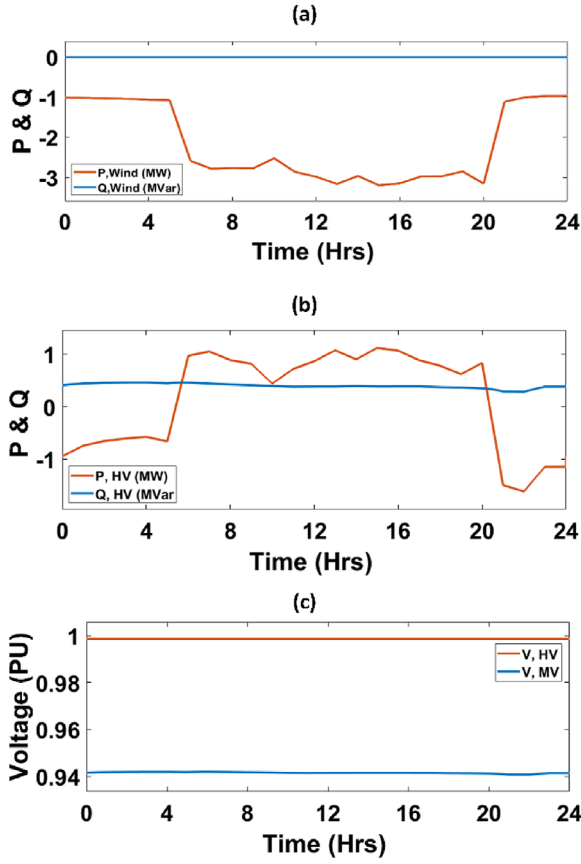 (a)
0
-1
-2
-3
P & Q
P,Wind (MW)
Q,Wind (MVar)
0 4 8 12 16 20 24
Time (Hrs)
(b)
1
0
-1
P & Q
P, HV (MW)
Q, HV (MVar
0 4 8 12 16 20 24
Time (Hrs)
(c)
1
0.98
0.96
0.94
Voltage (PU)
V, HV
V, MV
0 4 8 12 16 20 24
Time (Hrs)